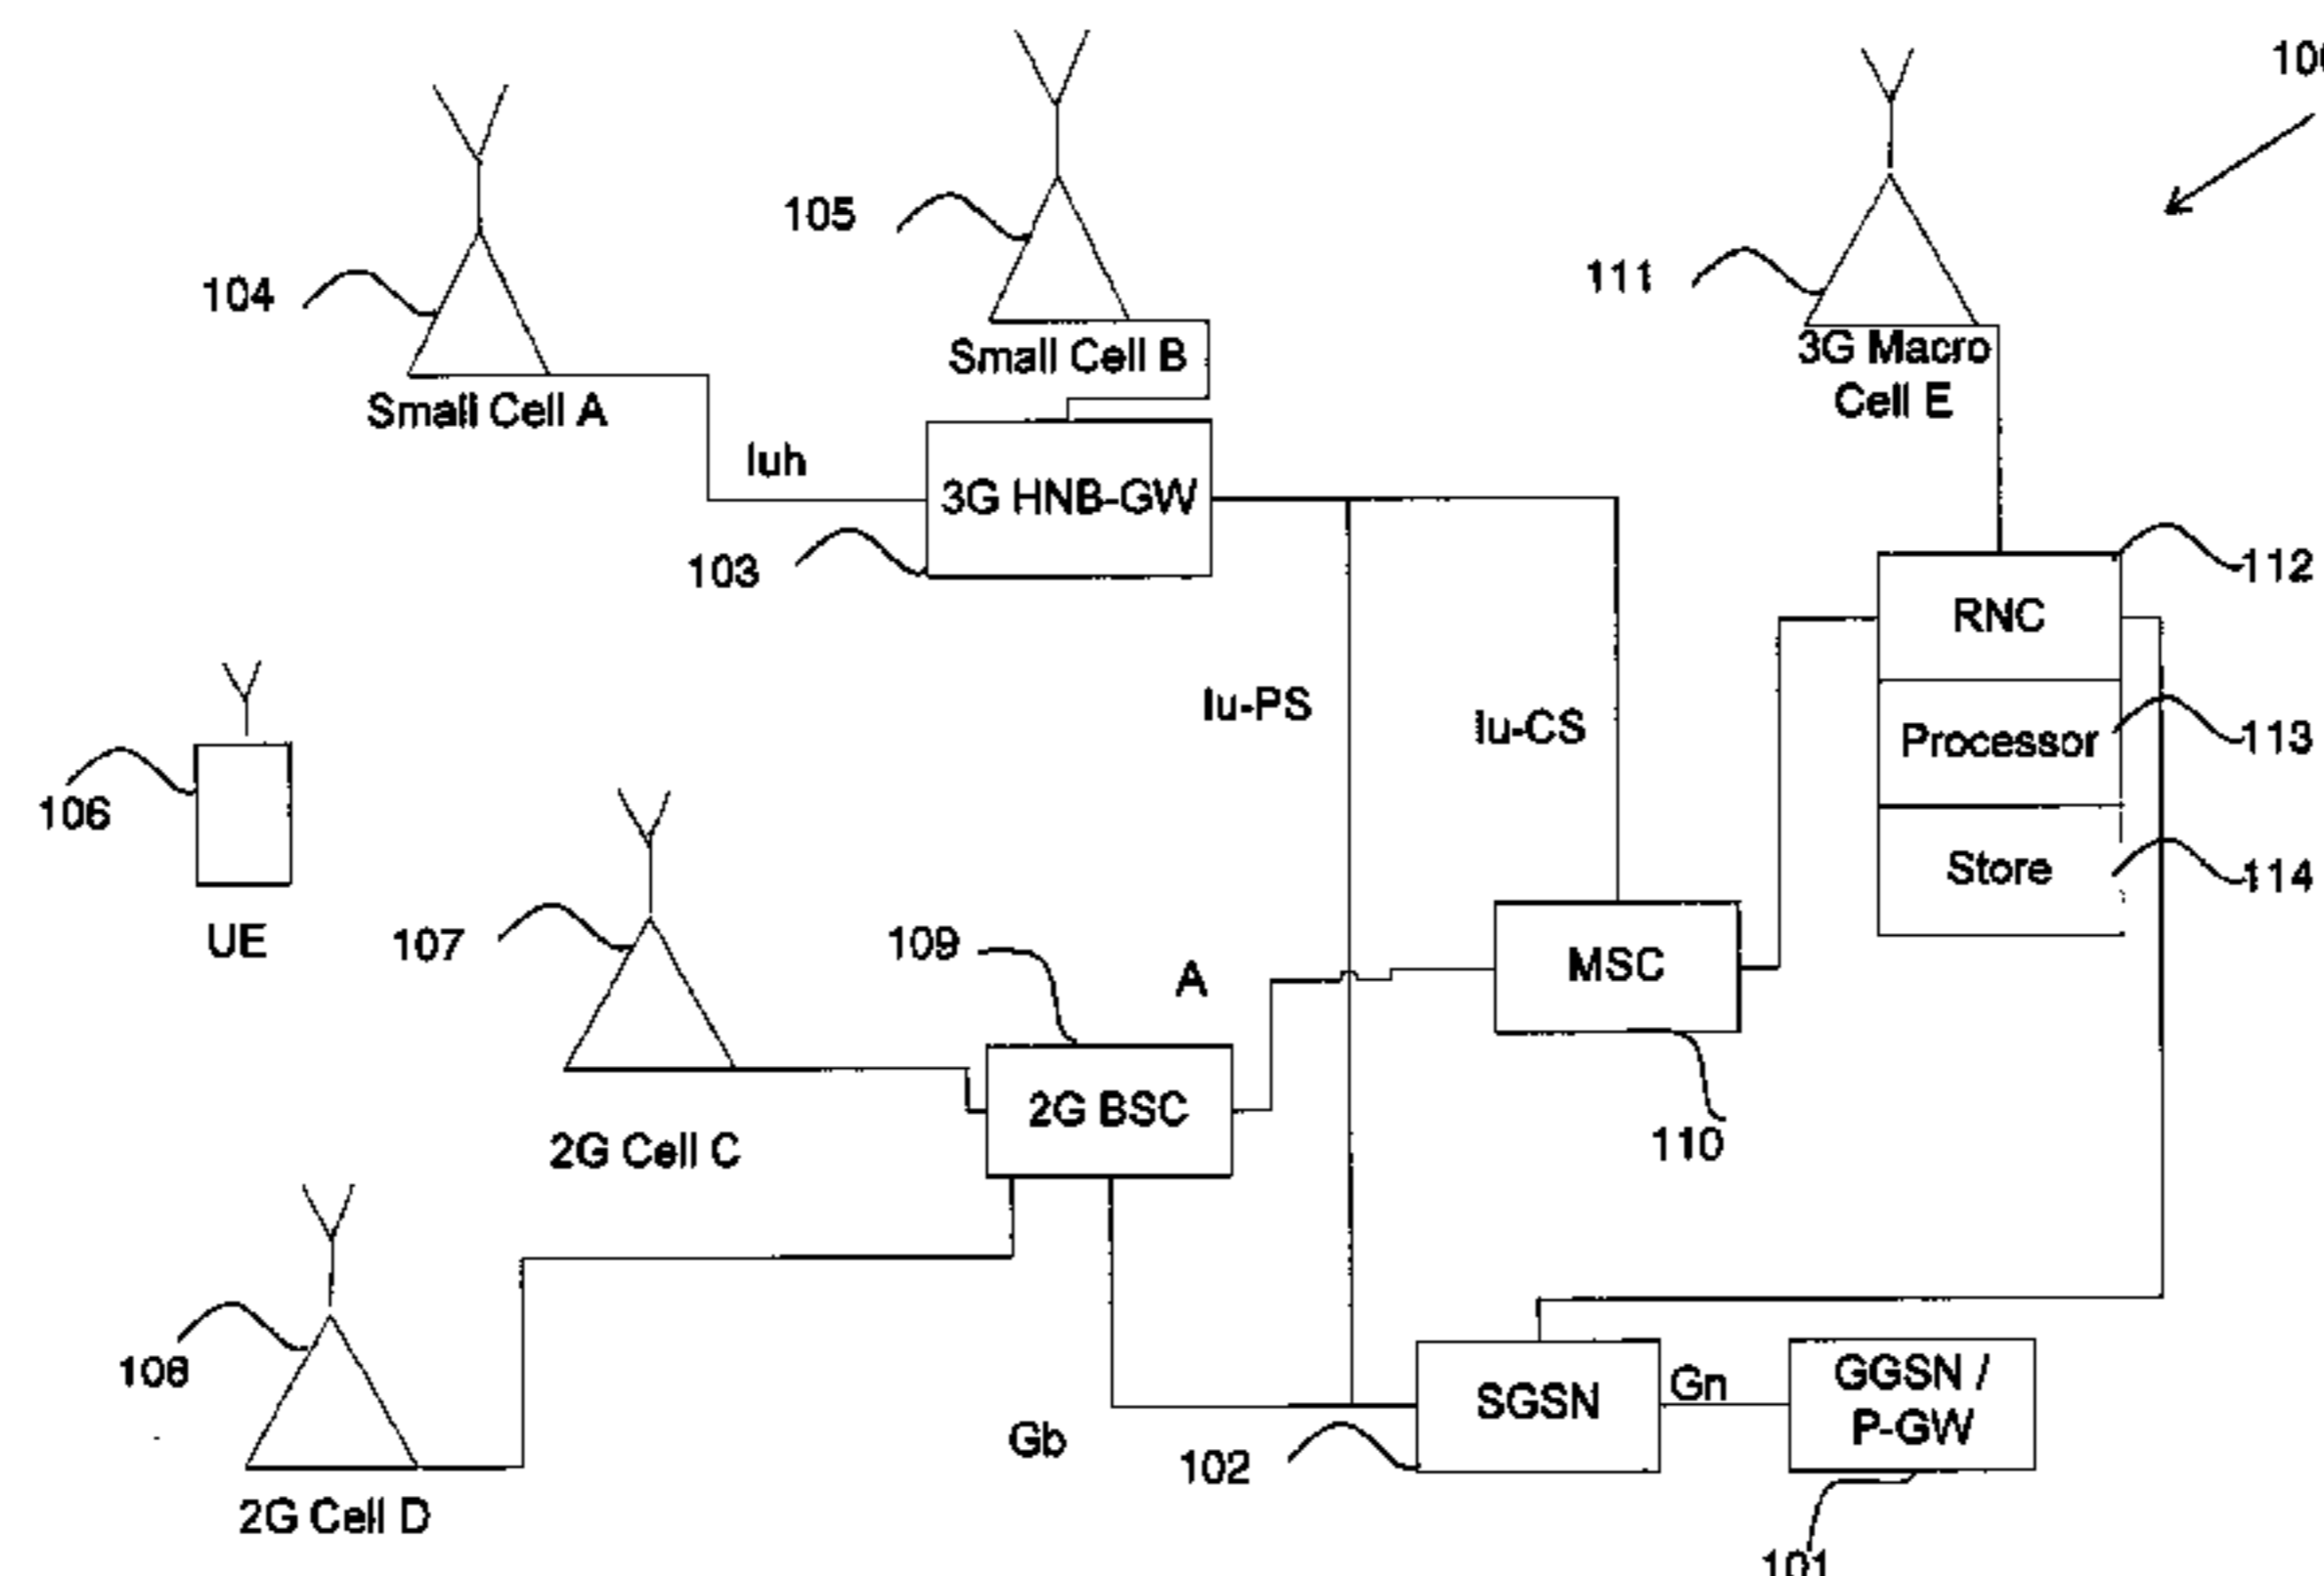 100
105
111
104
Small Cell B
3G Macro
Cell E
Small Cell A
Iuh
3G HNB-GW
103
112
RNC
Iu-PS
Iu-CS
Processor
113
106
Store
114
UE
107
109
A
MSC
2G BSC
110
2G Cell C
108
SGSN
Gn
GGSN /
P-GW
Gb
102
2G Cell D
101